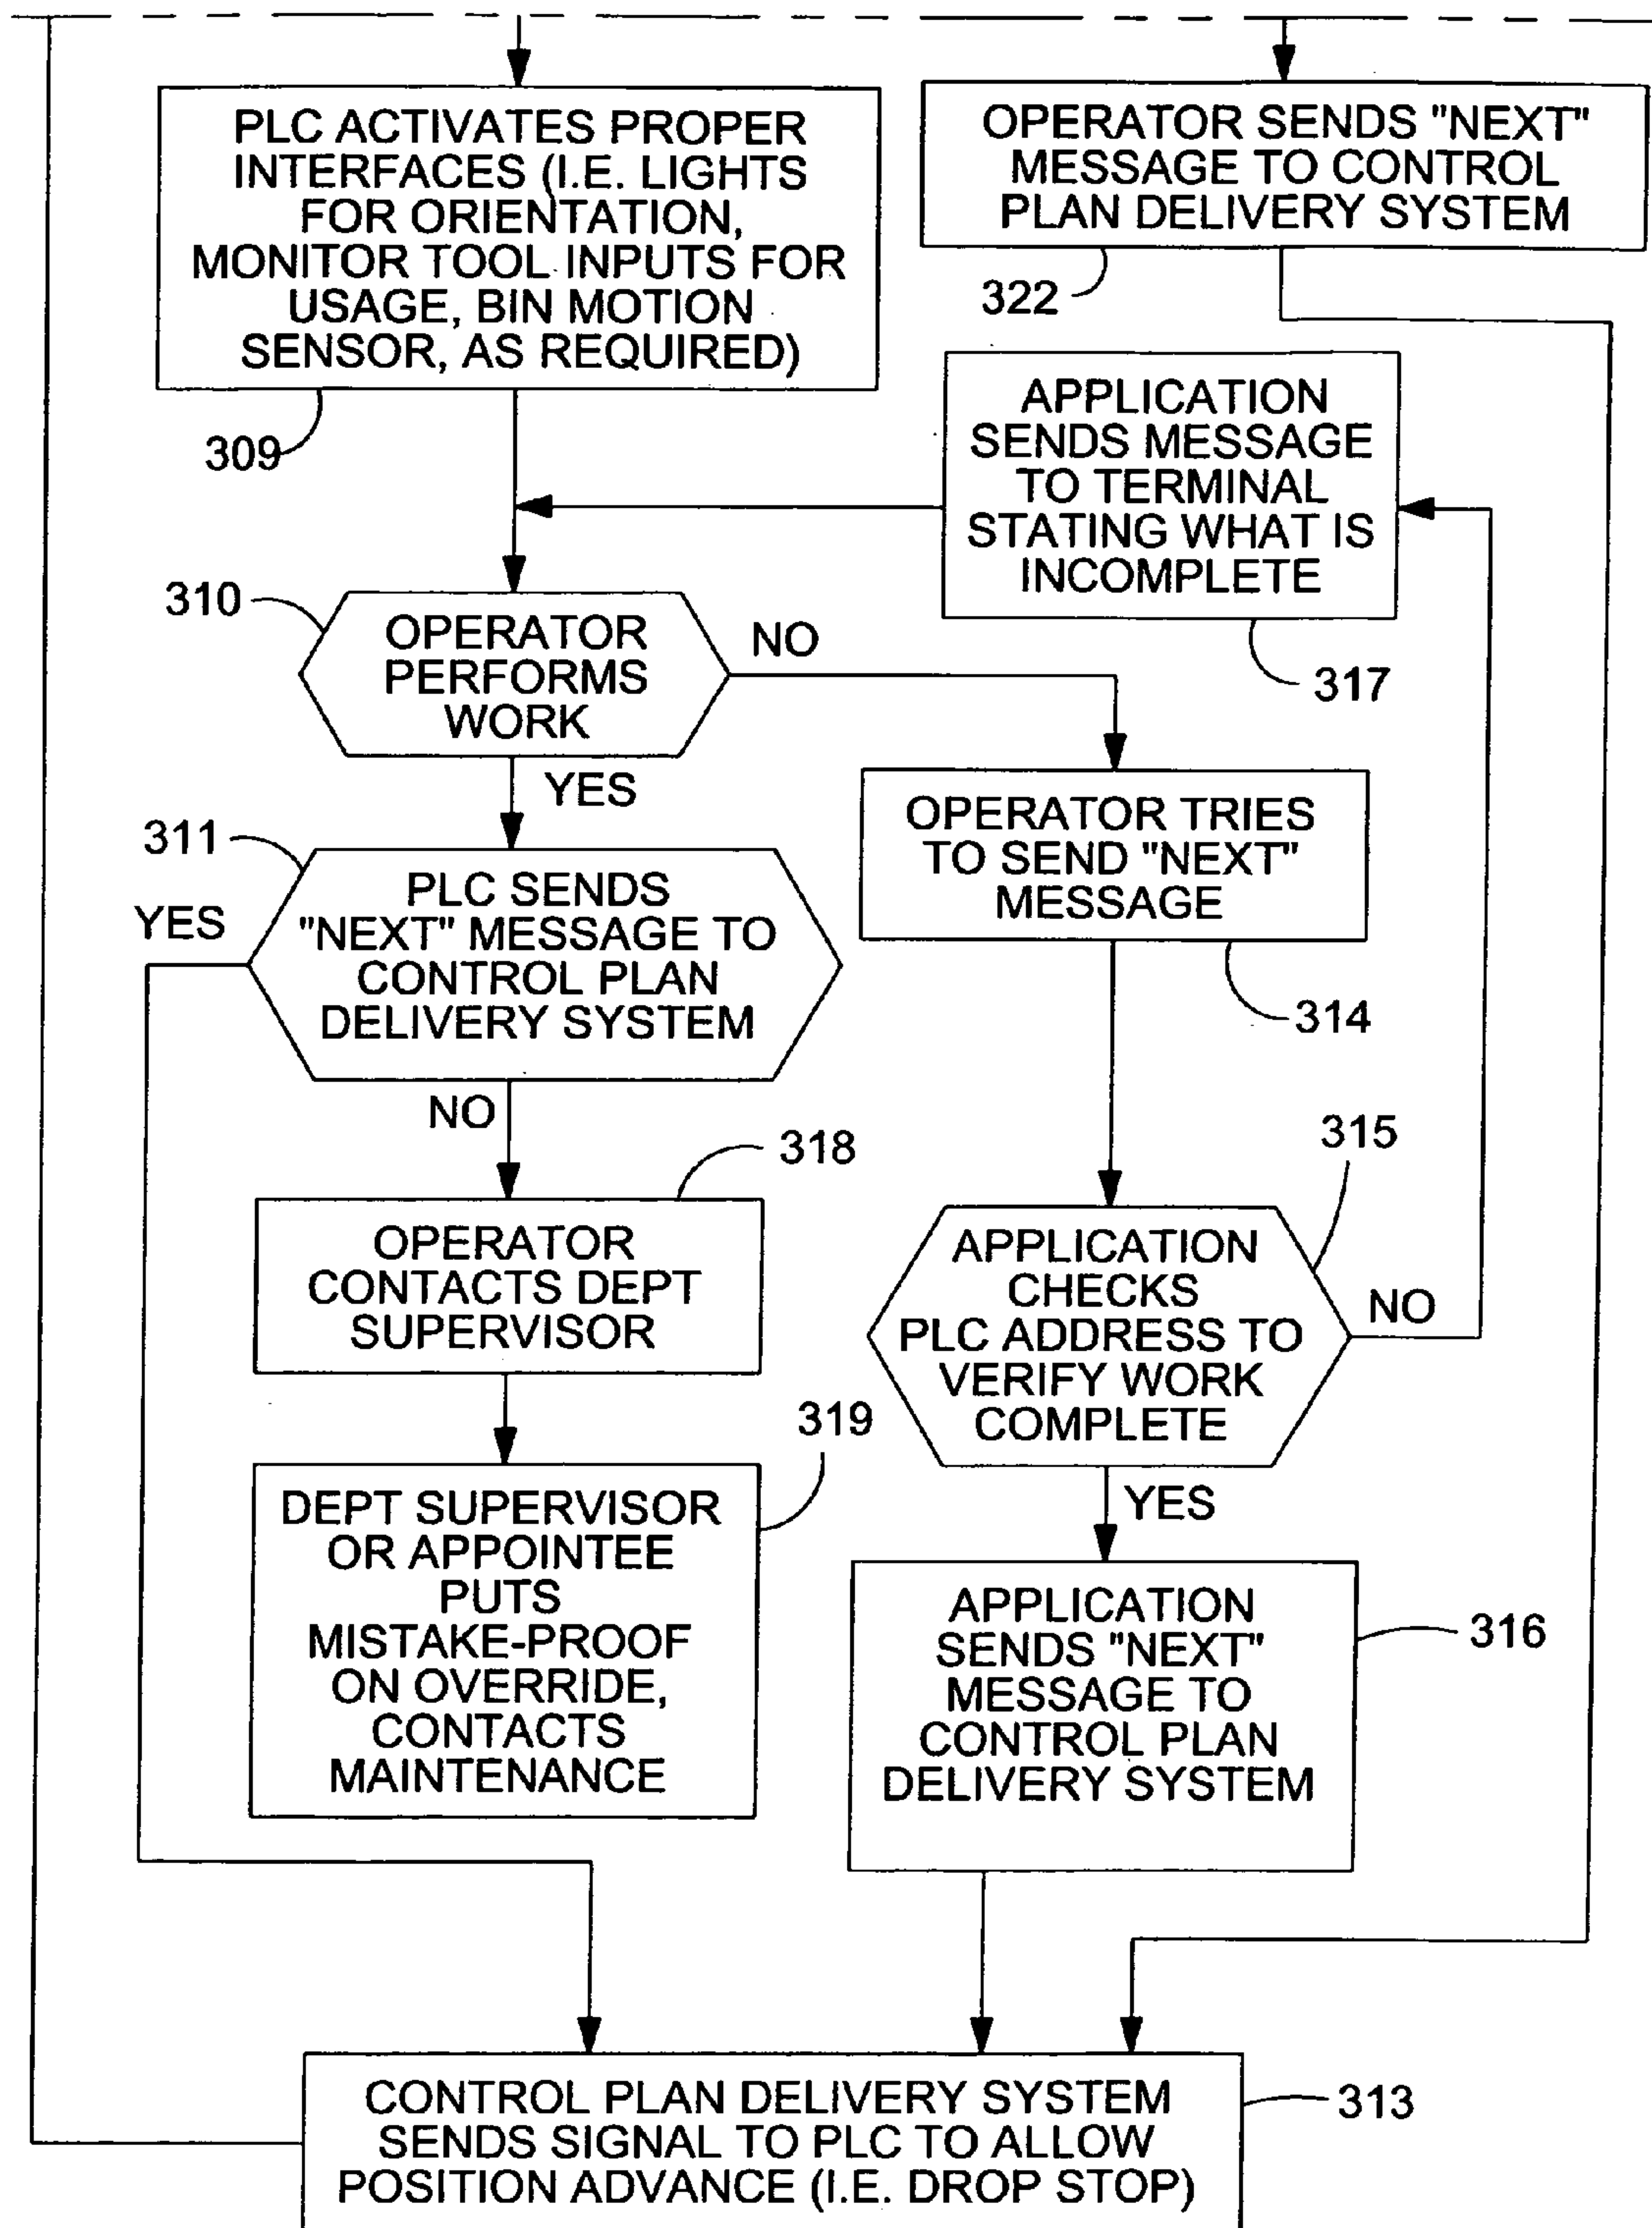 PLC ACTIVATES PROPER
INTERFACES (I.E. LIGHTS
FOR ORIENTATION,
MONITOR TOOL INPUTS FOR
USAGE, BIN MOTION
SENSOR, AS REQUIRED)
309
OPERATOR SENDS "NEXT"
MESSAGE TO CONTROL
PLAN DELIVERY SYSTEM
322
APPLICATION
SENDS MESSAGE
TO TERMINAL
STATING WHAT IS
INCOMPLETE
317
310
OPERATOR
PERFORMS
WORK
NO
YES
OPERATOR TRIES
TO SEND "NEXT"
MESSAGE
314
311
YES
PLC SENDS
"NEXT" MESSAGE TO
CONTROL PLAN
DELIVERY SYSTEM
NO
318
OPERATOR
CONTACTS DEPT
SUPERVISOR
315
APPLICATION
CHECKS
PLC ADDRESS TO
VERIFY WORK
COMPLETE
NO
YES
319
DEPT SUPERVISOR
OR APPOINTEE
PUTS
MISTAKE-PROOF
ON OVERRIDE,
CONTACTS
MAINTENANCE
APPLICATION
SENDS "NEXT"
MESSAGE TO
CONTROL PLAN
DELIVERY SYSTEM
316
CONTROL PLAN DELIVERY SYSTEM
SENDS SIGNAL TO PLC TO ALLOW
POSITION ADVANCE (I.E. DROP STOP)
313